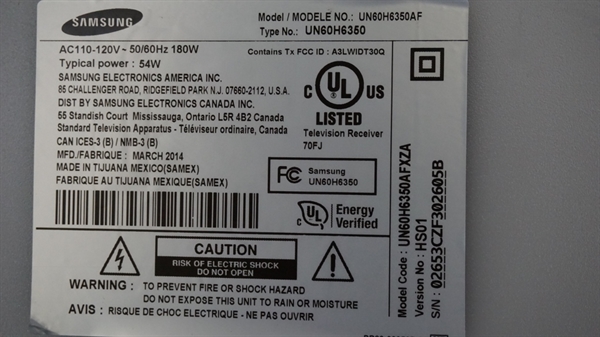 SAMSUNG
Model / MODELE NO.: UN60H6350AF
Type No.: UN60H6350
AC110-120V~ 50/60Hz 180W
Contains Tx FCC ID : A3LWIDT30Q
Typical power : 54W
SAMSUNG ELECTRONICS AMERICA INC.
85 CHALLENGER ROAD, RIDGEFIELD PARK N.J. 07660-2112, U.S.A.
DIST BY SAMSUNG ELECTRONICS CANADA INC.
55 Standish Court Mississauga, Ontario L5R 4B2 Canada
Standard Television Apparatus - Téléviseur ordinaire, Canada
CAN ICES-3 (B) / NMB-3 (B)
MFD./FABRIQUE : MARCH 2014
MADE IN TIJUANA MEXICO(SAMEX)
FABRIQUE AU TIJUANA MEXIQUE(SAMEX)
C UL US
LISTED
Television Receiver
70FJ
FC Samsung
UN60H6350
UL Energy
Verified
CAUTION
RISK OF ELECTRIC SHOCK
DO NOT OPEN
WARNING : TO PREVENT FIRE OR SHOCK HAZARD
DO NOT EXPOSE THIS UNIT TO RAIN OR MOISTURE
AVIS : RISQUE DE CHOC ELECTRIQUE - NE PAS OUVRIR
Model Code : UN60H6350AFXZA
Version No : HS01
S/N : 02653CZF302605B